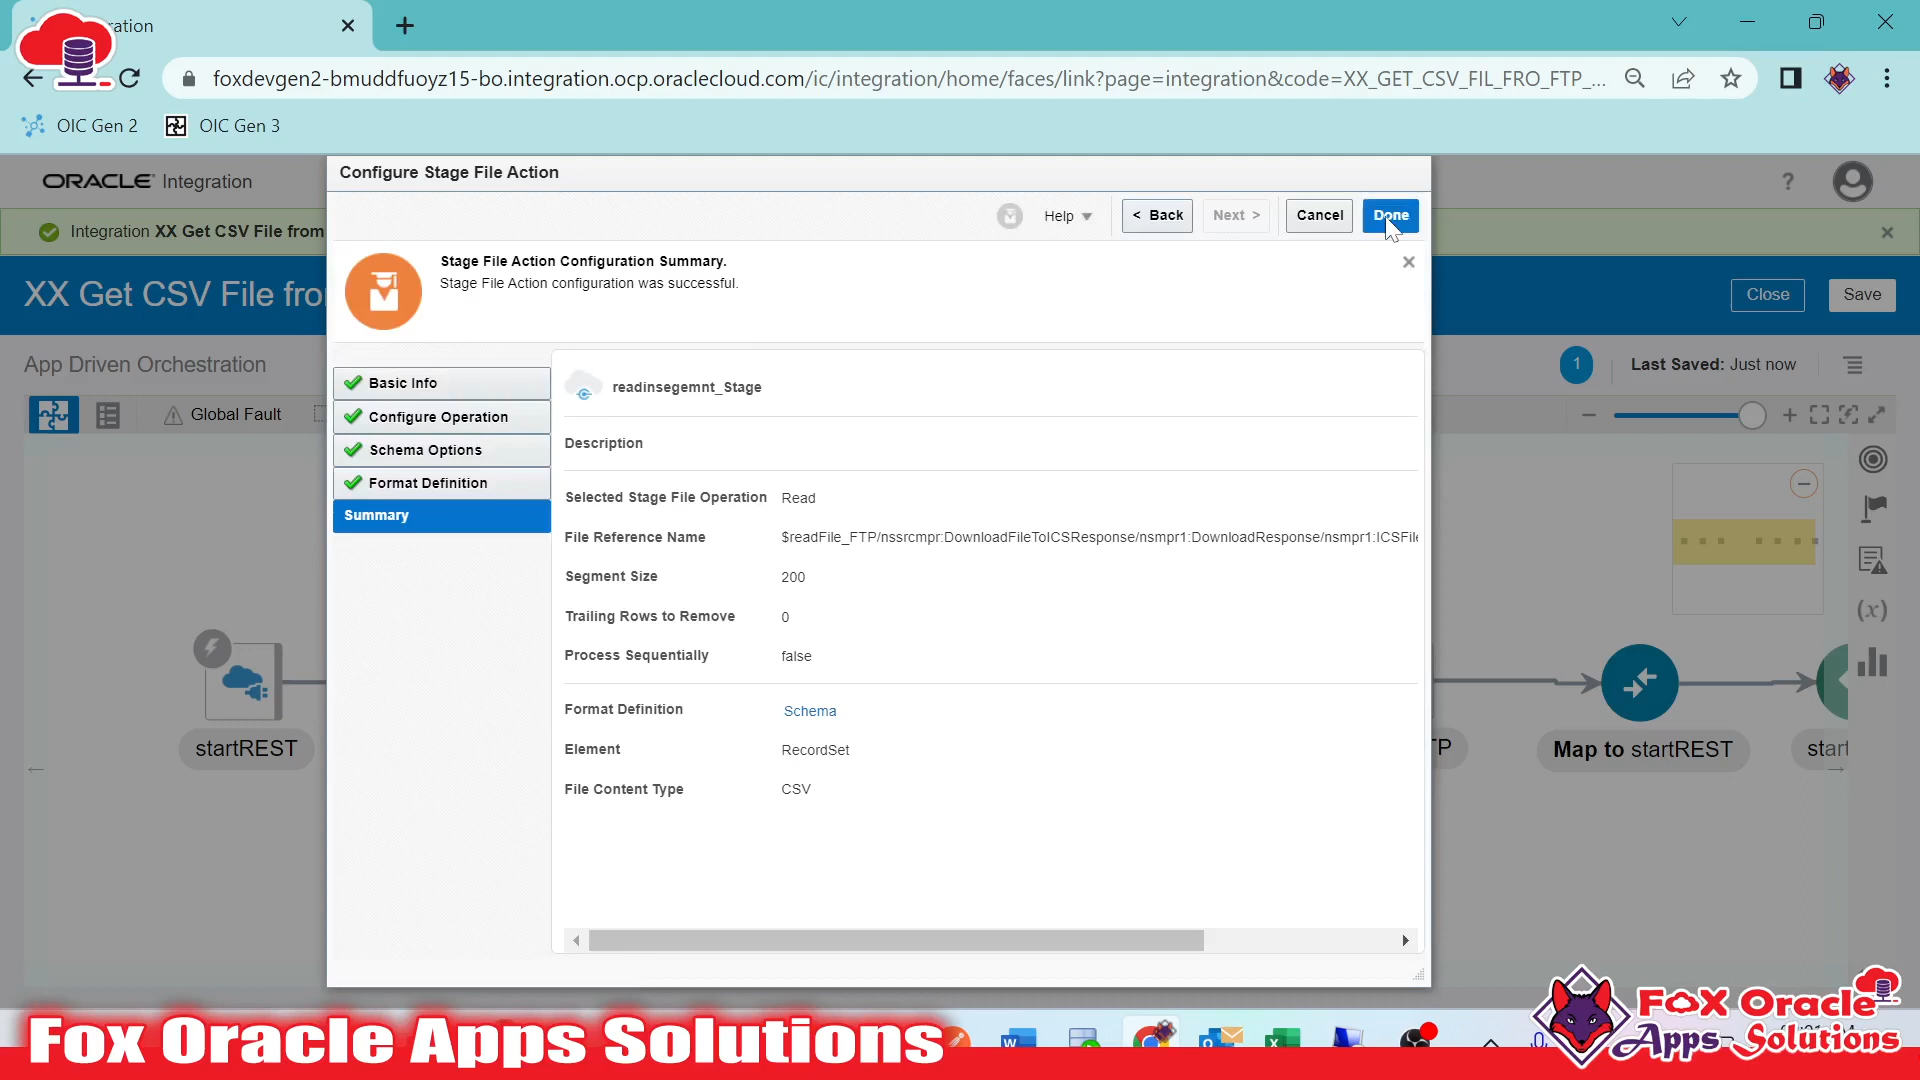 ration
foxdevgen2-bmuddfuoyz15-bo.integration.ocp.oraclecloud.com/ic/integration/home/faces/link?page=integration&code=XX_GET_CSV_FIL_FRO_FTP_...
OIC Gen 2
OIC Gen 3
ORACLE Integration
?
Integration XX Get CSV File from
XX Get CSV File fro
Close
Save
App Driven Orchestration
1
Last Saved: Just now
Global Fault
Configure Stage File Action
Help
< Back
Next >
Cancel
Done
Stage File Action Configuration Summary.
Stage File Action configuration was successful.
Basic Info
Configure Operation
Schema Options
Format Definition
Summary
readinsegemnt_Stage
Description
Selected Stage File Operation Read
File Reference Name $readFile_FTP/nssrcmpr:DownloadFileToICSResponse/nsmpr1:DownloadResponse/nsmpr1:ICSFile
Segment Size 200
Trailing Rows to Remove 0
Process Sequentially false
Format Definition Schema
Element RecordSet
File Content Type CSV
startREST
TP
Map to startREST
start
(x)
Fox Oracle Apps Solutions
Fox Oracle
Apps Solutions